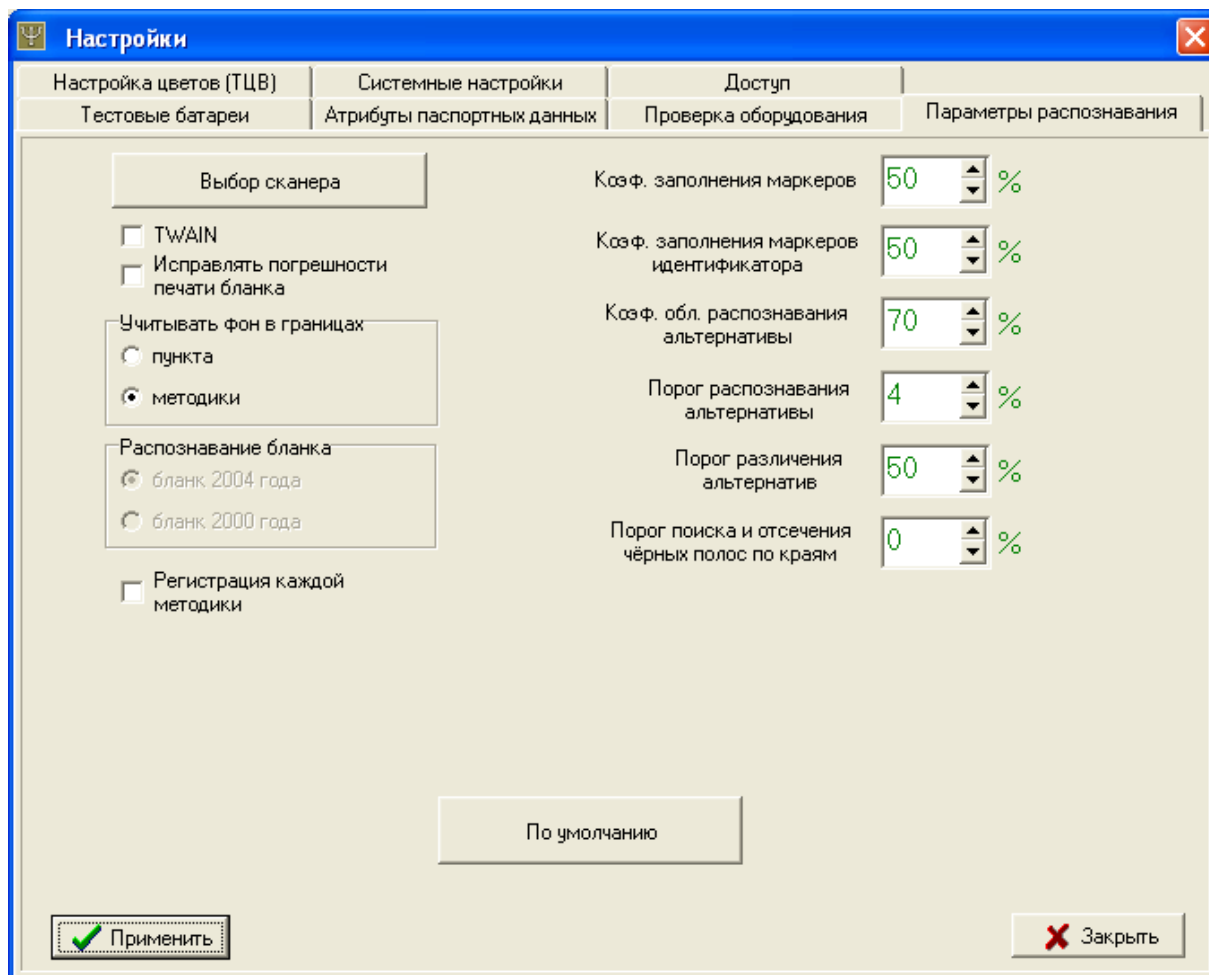 Настройки
Настройка цветов (ТЦВ)
Системные настройки
Доступ
Тестовые батареи
Атрибуты паспортных данных
Проверка оборудования
Параметры распознавания
Выбор сканера
TWAIN
Исправлять погрешности
печати бланка
Учитывать фон в границах
пункта
методики
Распознавание бланка
бланк 2004 года
бланк 2000 года
Регистрация каждой
методики
Коэф. заполнения маркеров
50 %
Коэф. заполнения маркеров
идентификатора
50 %
Коэф. обл. распознавания
альтернативы
70 %
Порог распознавания
альтернативы
4 %
Порог различения
альтернатив
50 %
Порог поиска и отсечения
чёрных полос по краям
0 %
По умолчанию
Применить
Закрыть